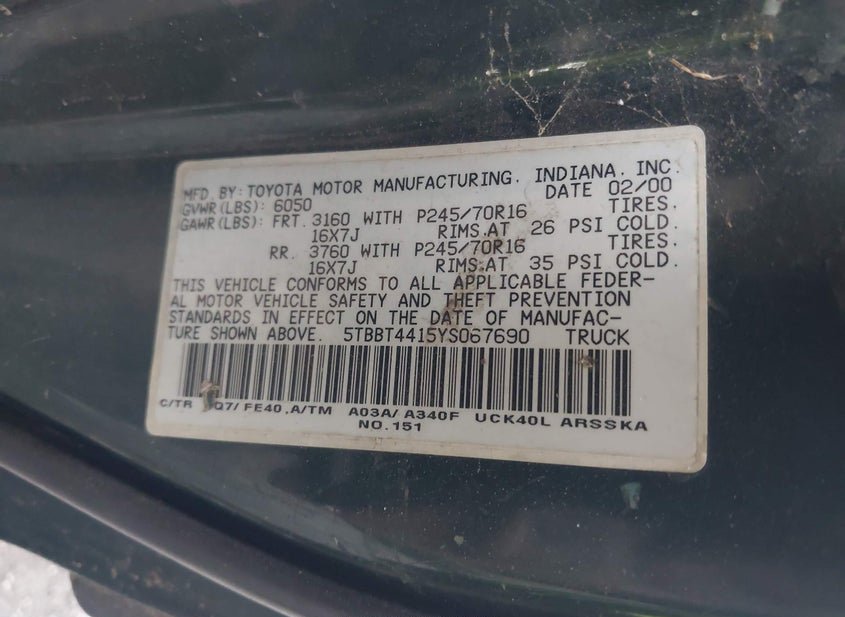 MFD. BY: TOYOTA MOTOR MANUFACTURING, INDIANA, INC.
GVWR(LBS): 6050 DATE 02/00
GAWR(LBS): FRT. 3160 WITH P245/70R16 TIRES.
16X7J RIMS.AT 26 PSI COLD.
RR. 3760 WITH P245/70R16 TIRES.
16X7J RIMS.AT 35 PSI COLD.
THIS VEHICLE CONFORMS TO ALL APPLICABLE FEDER-
AL MOTOR VEHICLE SAFETY AND THEFT PREVENTION
STANDARDS IN EFFECT ON THE DATE OF MANUFAC-
TURE SHOWN ABOVE. 5TBBT4415YS067690 TRUCK
C/TR Q7/ FE40.A/TM A03A/ A340F UCK40L ARSSKA
NO.151